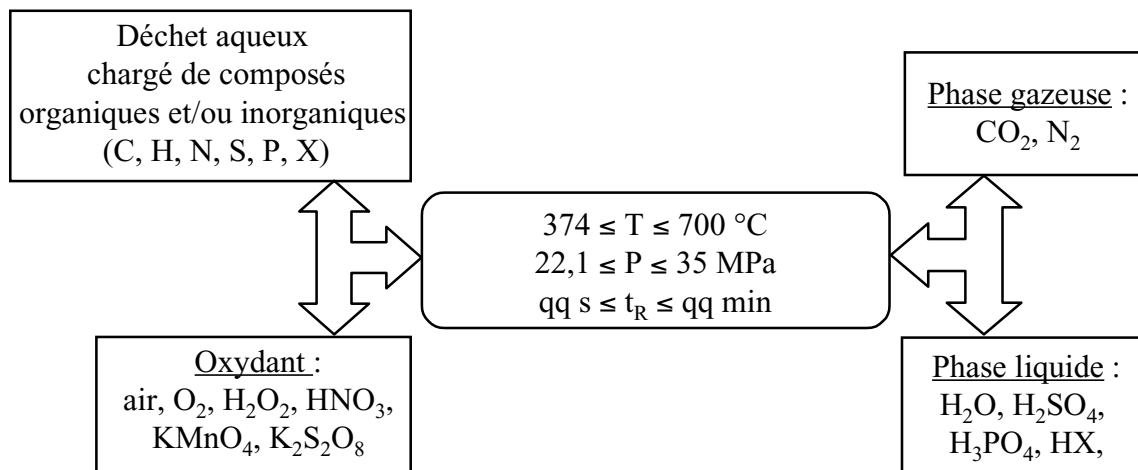 Déchet aqueux
chargé de composés
organiques et/ou inorganiques
(C, H, N, S, P, X)
Oxydant :
air, O₂, H₂O₂, HNO₃,
KMnO₄, K₂S₂O₈
374 ≤ T ≤ 700 °C
22,1 ≤ P ≤ 35 MPa
qq s ≤ t_R ≤ qq min
Phase gazeuse :
CO₂, N₂
Phase liquide :
H₂O, H₂SO₄,
H₃PO₄, HX,